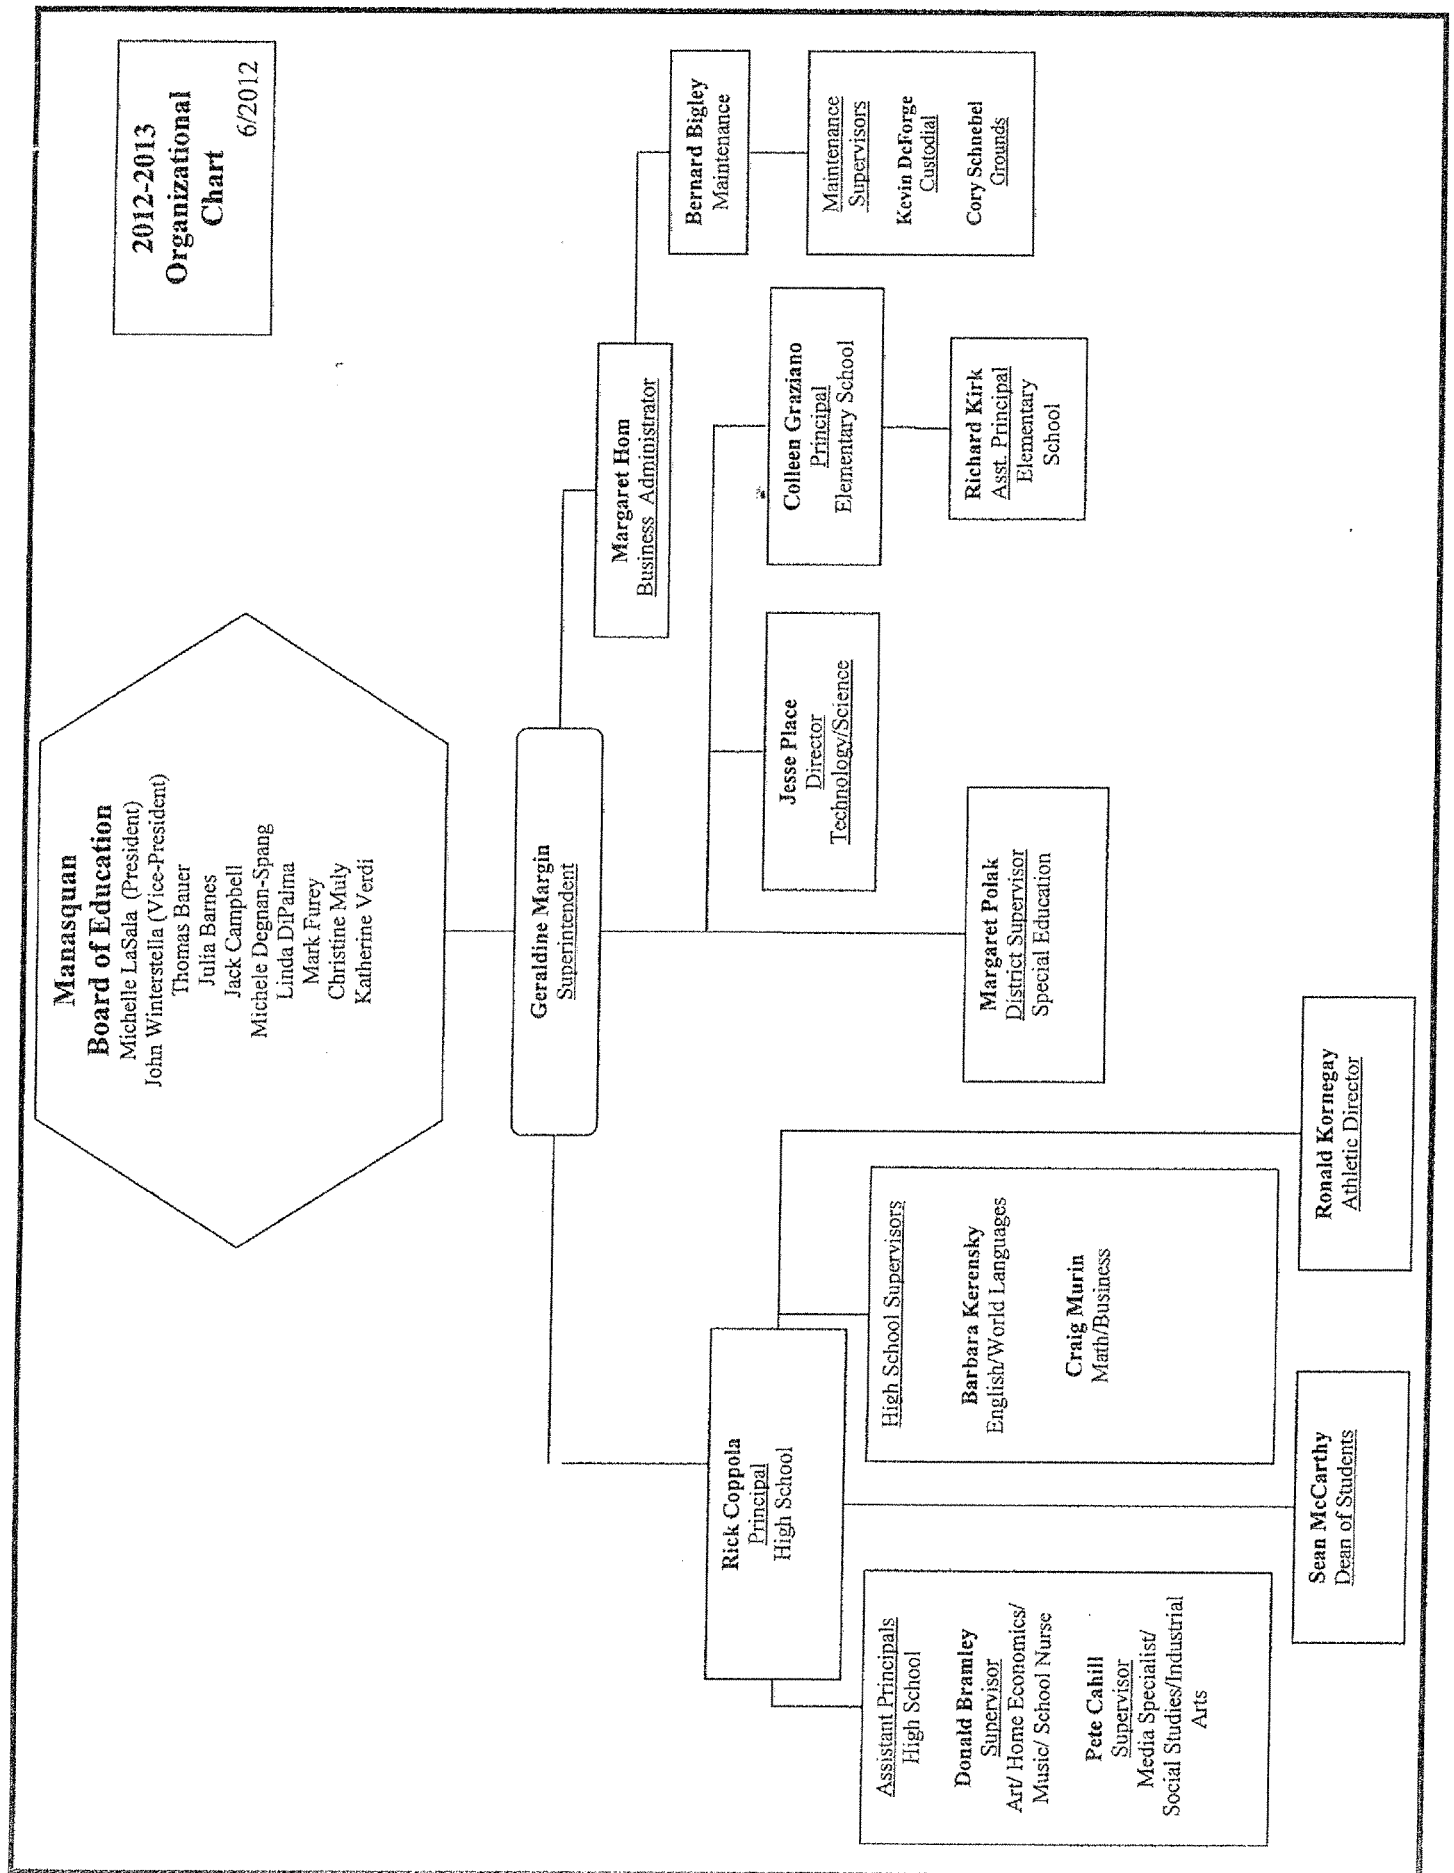 2012-2013
Organizational
Chart
6/2012
Manasquan
Board of Education
Michelle LaSala (President)
John Winterstella (Vice-President)
Thomas Bauer
Julia Barnes
Jack Campbell
Michele Degnan-Spang
Linda DiPalma
Mark Furey
Christine Muly
Katherine Verdi
Geraldine Margin
Superintendent
Margaret Hom
Business Administrator
Bernard Bigley
Maintenance
Maintenance
Supervisors
Kevin DeForge
Custodial
Cory Schnebel
Grounds
Rick Coppola
Principal
High School
Jesse Place
Director
Technology/Science
Colleen Graziano
Principal
Elementary School
Richard Kirk
Asst. Principal
Elementary
School
Margaret Polak
District Supervisor
Special Education
Assistant Principals
High School
Donald Bramley
Supervisor
Art/ Home Economics/
Music/ School Nurse
Pete Cahill
Supervisor
Media Specialist/
Social Studies/Industrial
Arts
High School Supervisors
Barbara Kerensky
English/World Languages
Craig Murin
Math/Business
Sean McCarthy
Dean of Students
Ronald Kornegay
Athletic Director